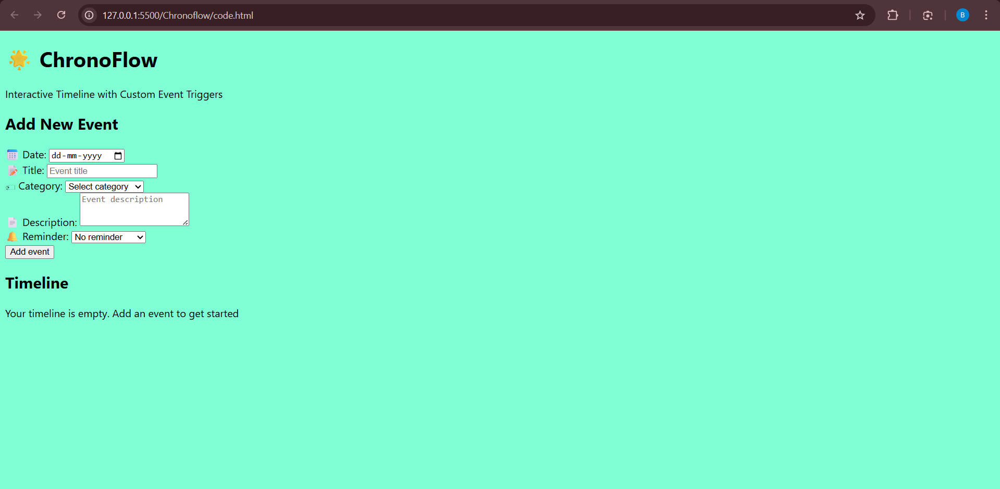 127.0.0.1:5500/Chronoflow/code.html
B
🌟 ChronoFlow
Interactive Timeline with Custom Event Triggers
Add New Event
📅 Date: dd-mm-yyyy
📝 Title: Event title
🏷 Category: Select category
📄 Description: Event description
🔔 Reminder: No reminder
Add event
Timeline
Your timeline is empty. Add an event to get started